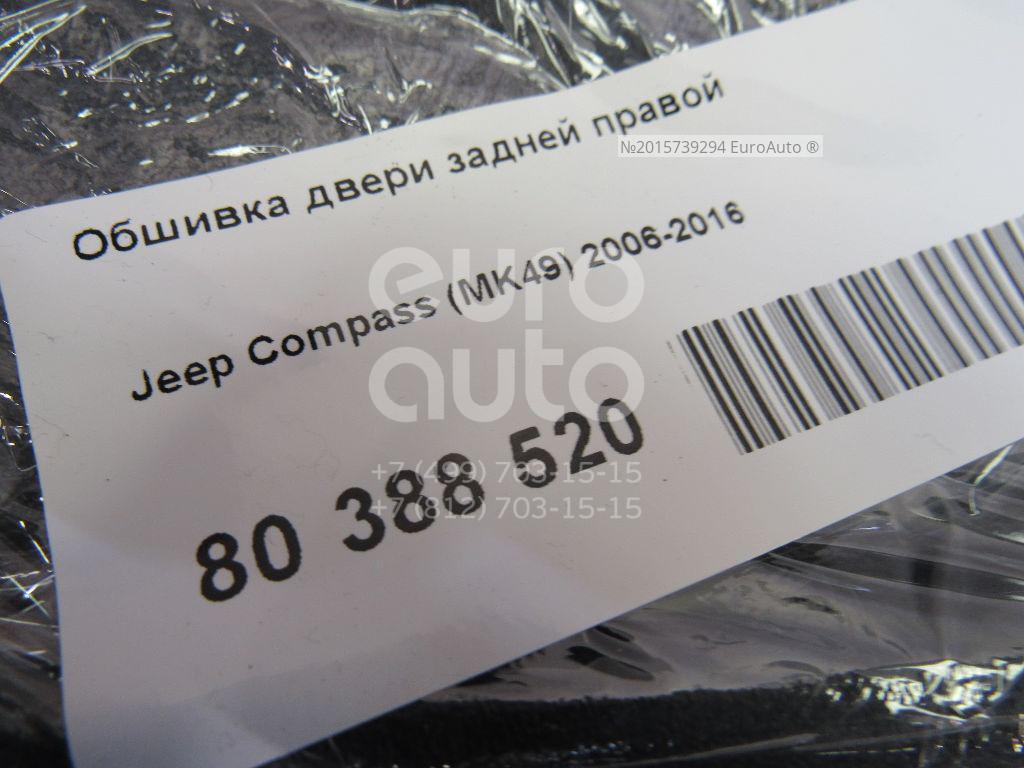 Обшивка двери задней правой
№2015739294 EuroAuto ®
Jeep Compass (MK49) 2006-2016
euro
auto
80 388 520
+7 (499) 703-15-15
+7 (812) 703-15-15